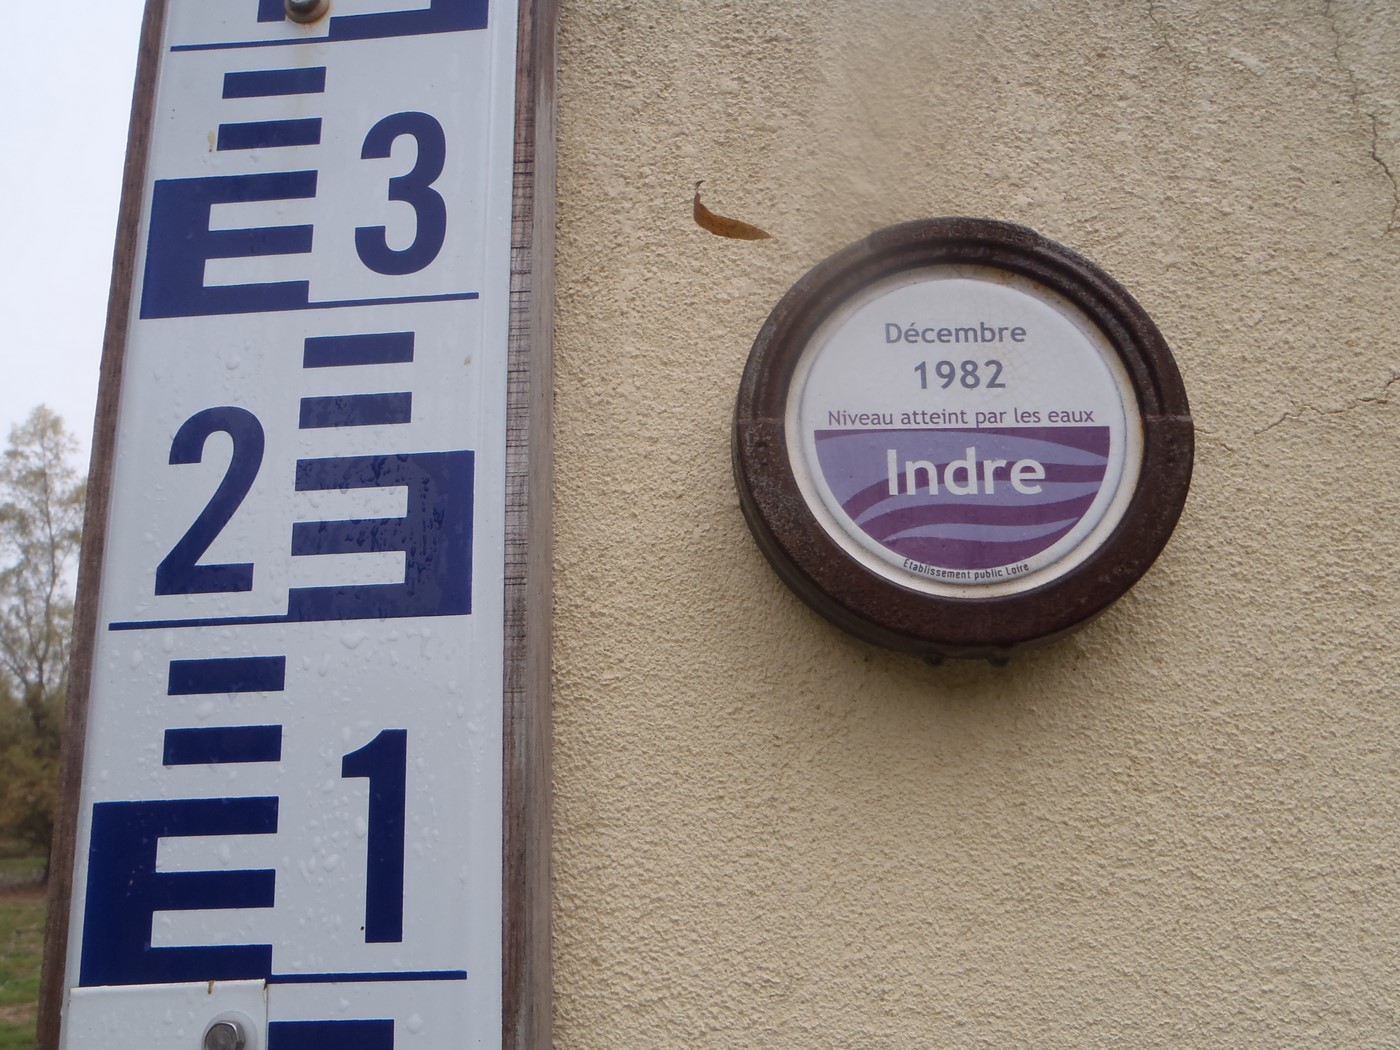 3
2
1
Décembre
1982
Niveau atteint par les eaux
Indre
Etablissement public Loire